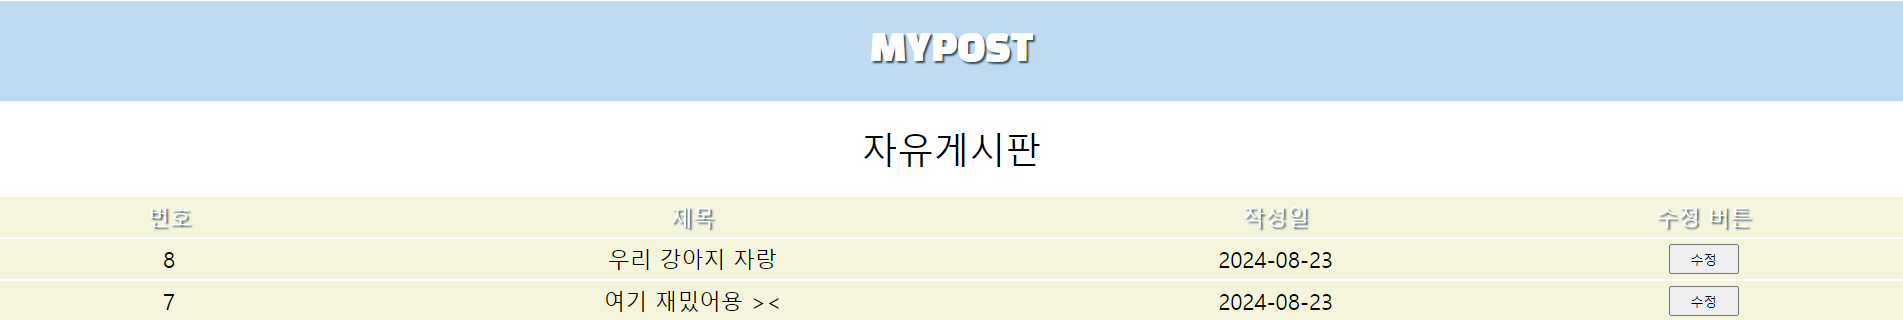 MYPOST
자유게시판
번호 제목 작성일 수정 버튼
8 우리 강아지 자랑 2024-08-23 수정
7 여기 재밌어용 >< 2024-08-23 수정